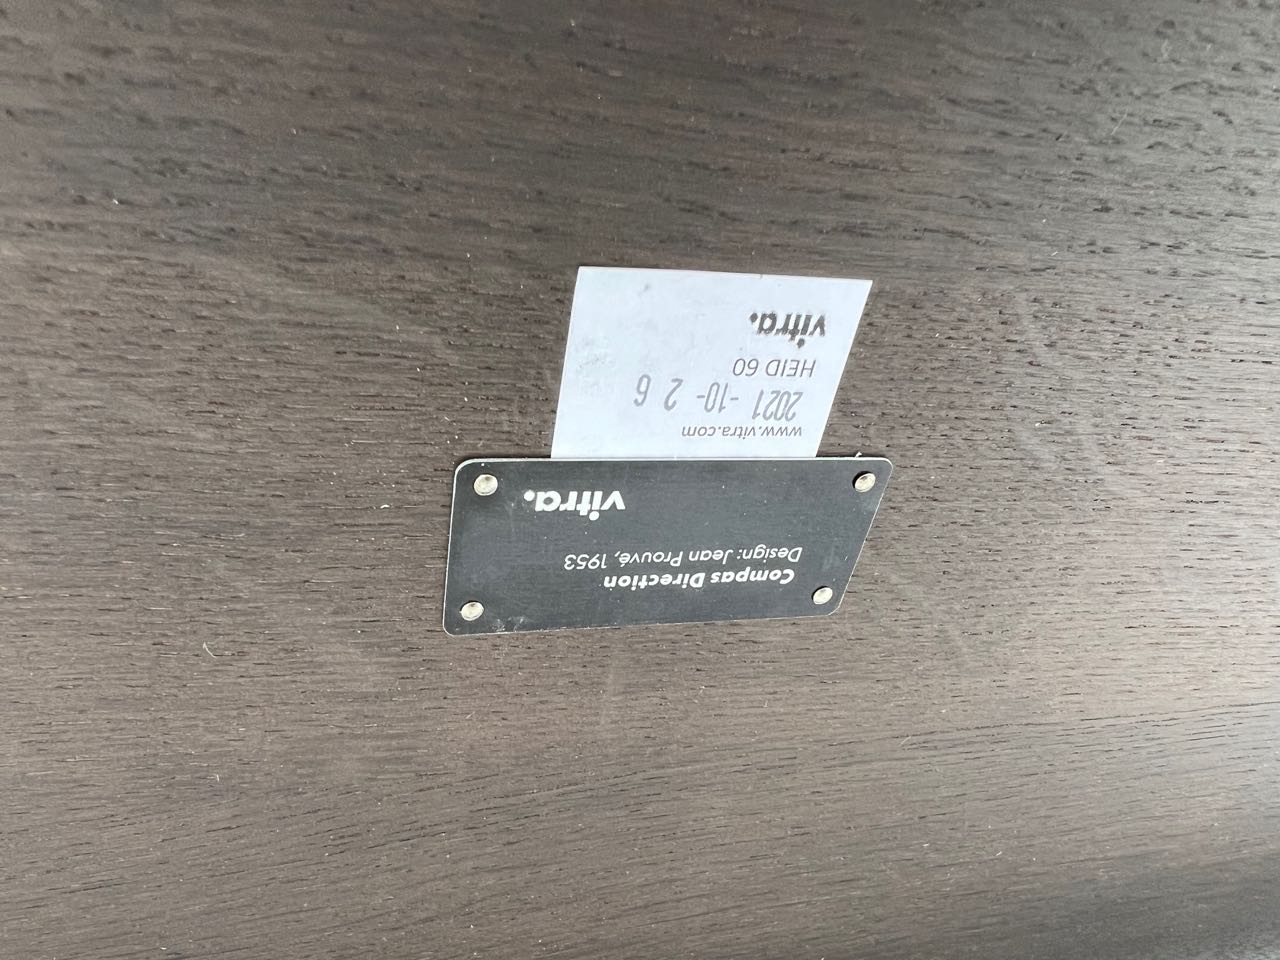 Compas Direction
Design: Jean Prouvé, 1953
vitra.
www.vitra.com
2021 -10- 2 6
HEID 60
vitra.